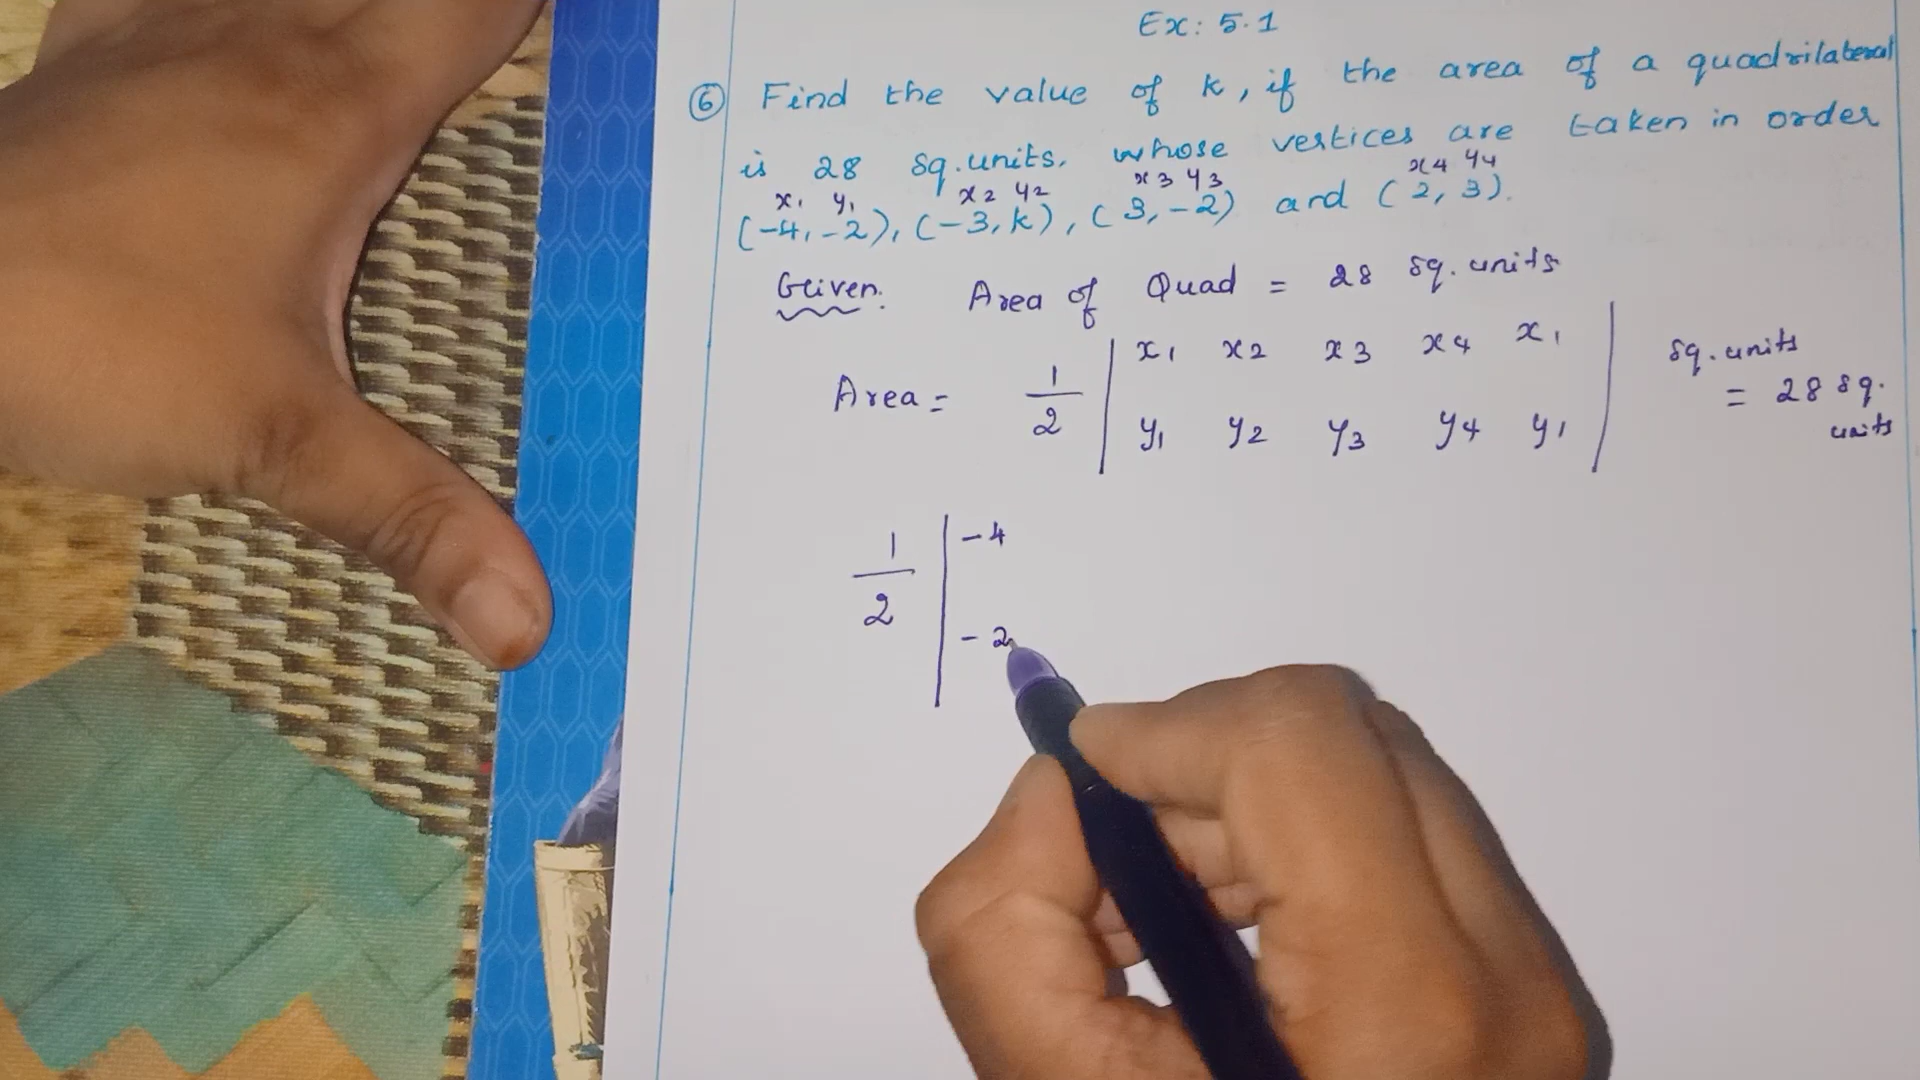 Ex: 5.1
⑥ Find the value of k, if the area of a quadrilateral
is 28 sq.units. whose vertices are taken in order
x1 y1 x2 y2 x3 y3 x4 y4
(-4,-2), (-3,k), (3,-2) and (2,3).
Given: Area of Quad = 28 sq.units
Area = 1/2 | x1 x2 x3 x4 x1 | sq.units
y1 y2 y3 y4 y1 = 28 sq.
units
1/2 | -4
-2